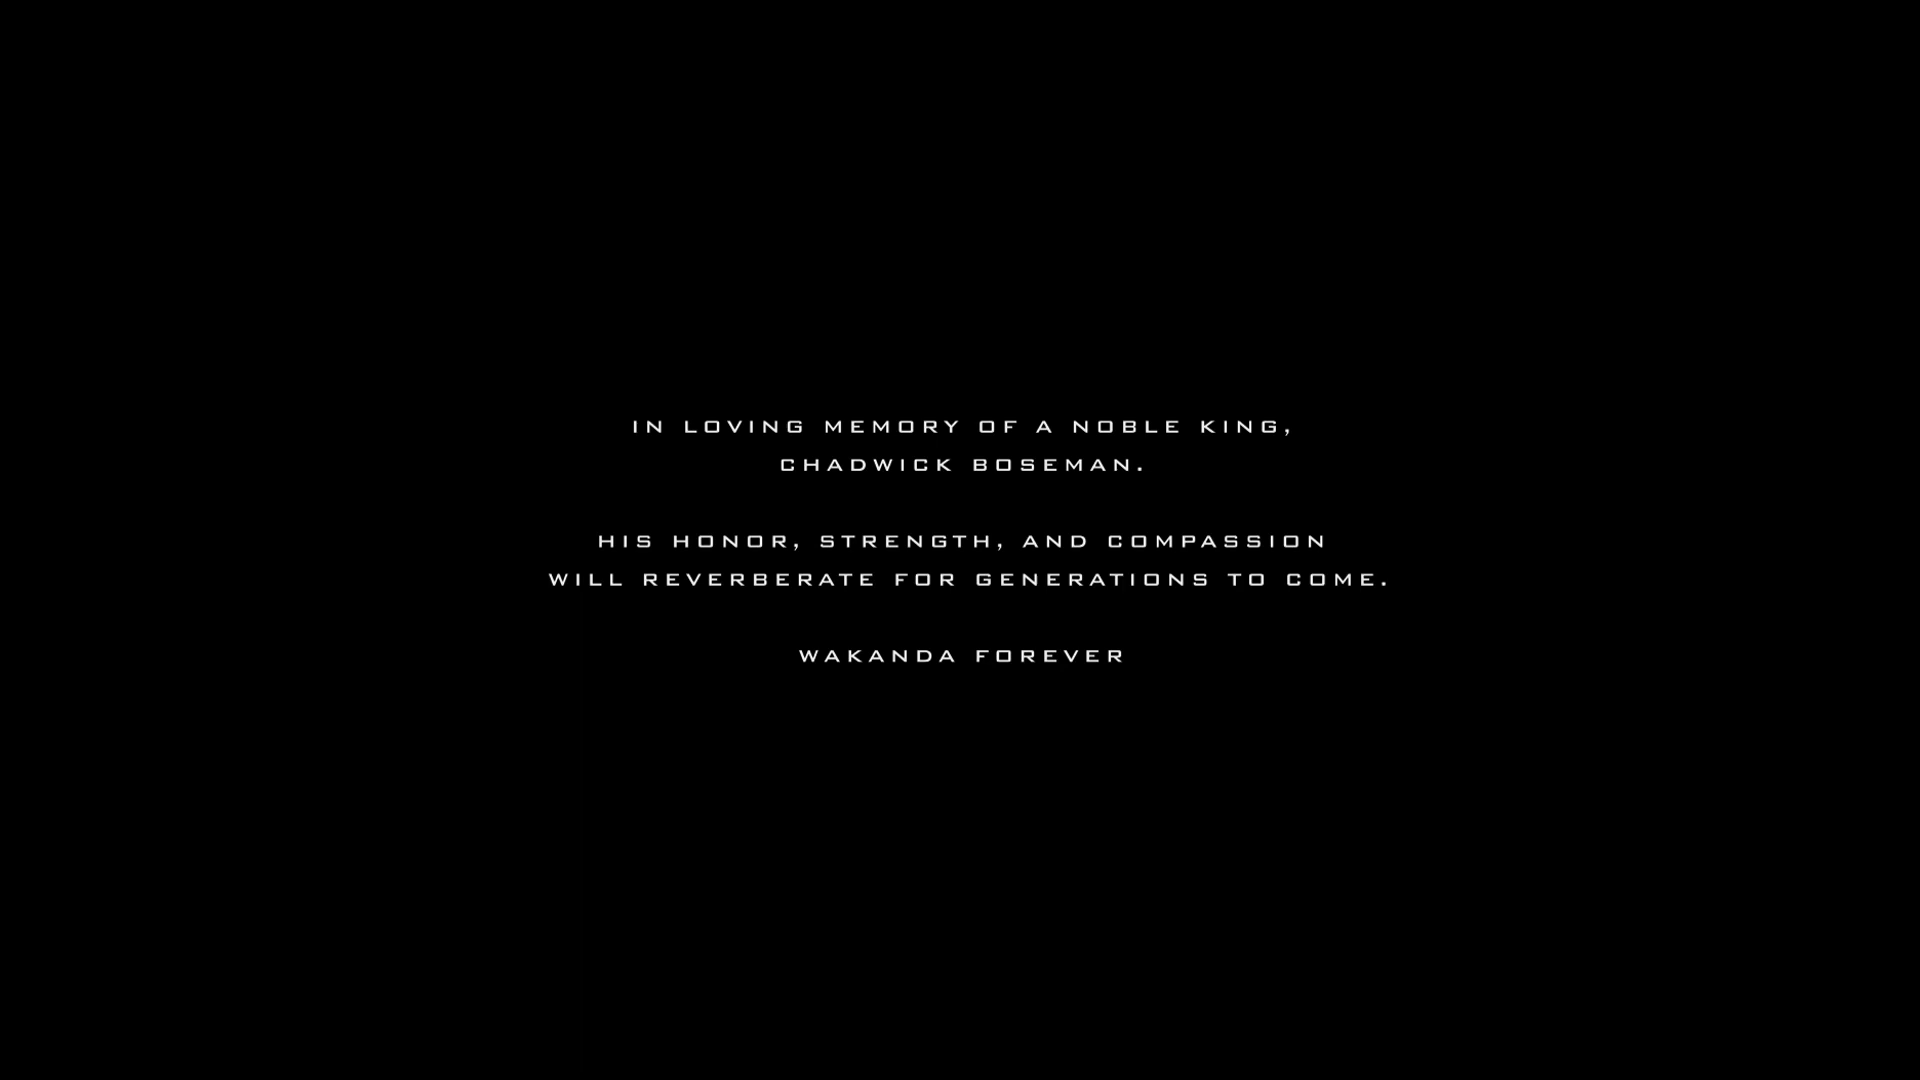 IN LOVING MEMORY OF A NOBLE KING,
CHADWICK BOSEMAN.
HIS HONOR, STRENGTH, AND COMPASSION
WILL REVERBERATE FOR GENERATIONS TO COME.
WAKANDA FOREVER